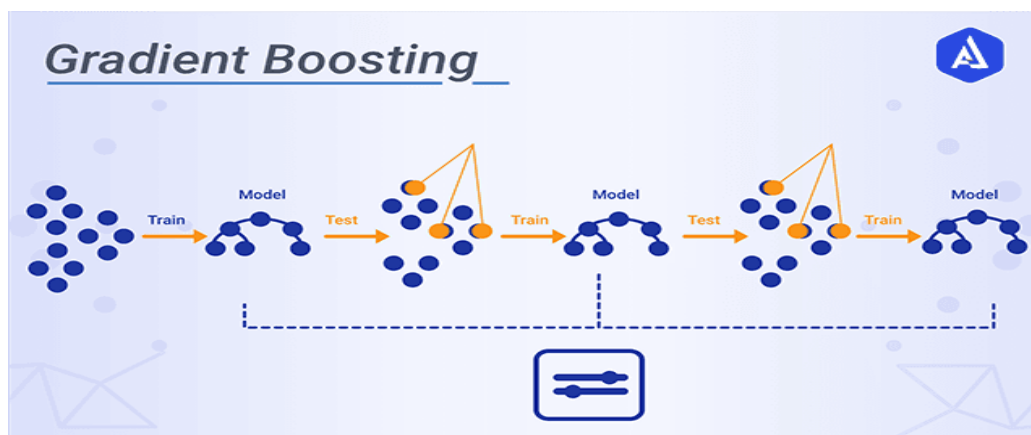 Gradient Boosting
Model
Model
Model
Train
Test
Train
Test
Train